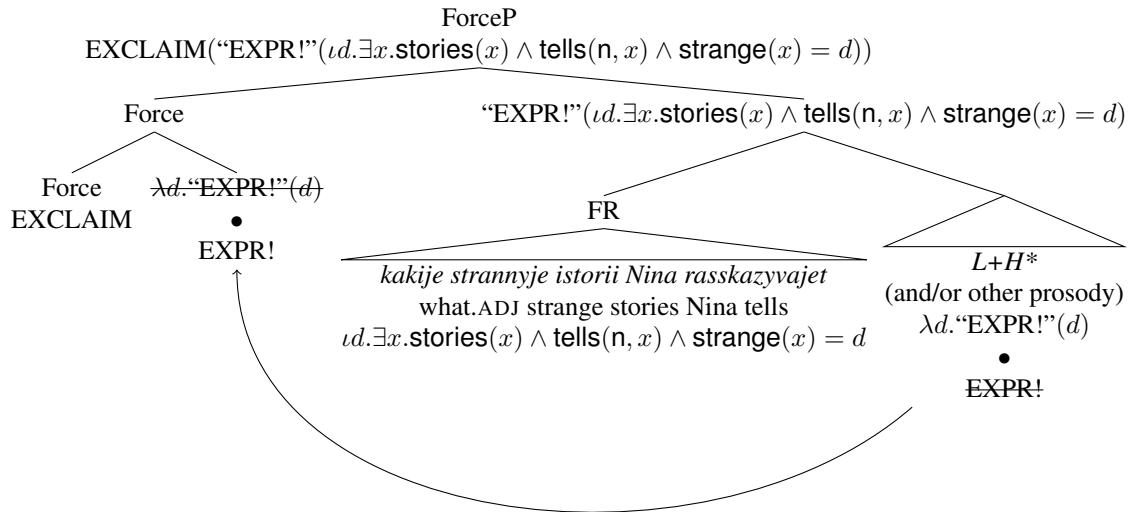 ForceP
EXCLAIM(“EXPR!”(ιd.∃x.stories(x) ∧ tells(n, x) ∧ strange(x) = d))
Force
“EXPR!”(ιd.∃x.stories(x) ∧ tells(n, x) ∧ strange(x) = d)
Force
EXCLAIM
λd.“EXPR!”(d)
•
EXPR!
FR
kakije strannyje istorii Nina rasskazyvajet
what.ADJ strange stories Nina tells
ιd.∃x.stories(x) ∧ tells(n, x) ∧ strange(x) = d
L+H*
(and/or other prosody)
λd.“EXPR!”(d)
•
EXPR!